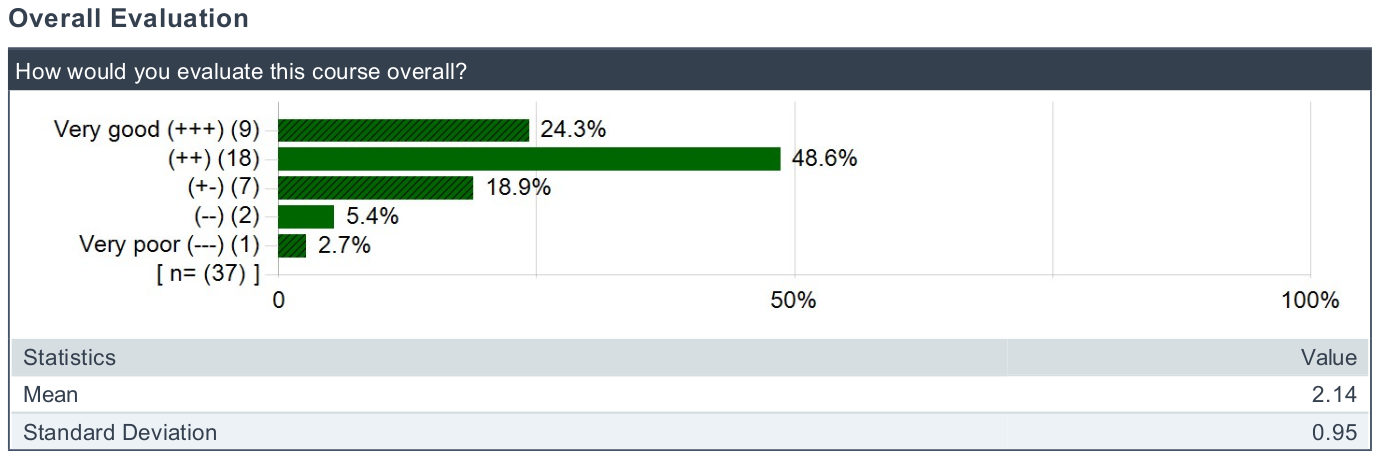 Overall Evaluation
How would you evaluate this course overall?
Very good (+++) (9) 24.3%
(++) (18) 48.6%
(+-) (7) 18.9%
(--) (2) 5.4%
Very poor (---) (1) 2.7%
[ n= (37) ]
0 50% 100%
Statistics Value
Mean 2.14
Standard Deviation 0.95